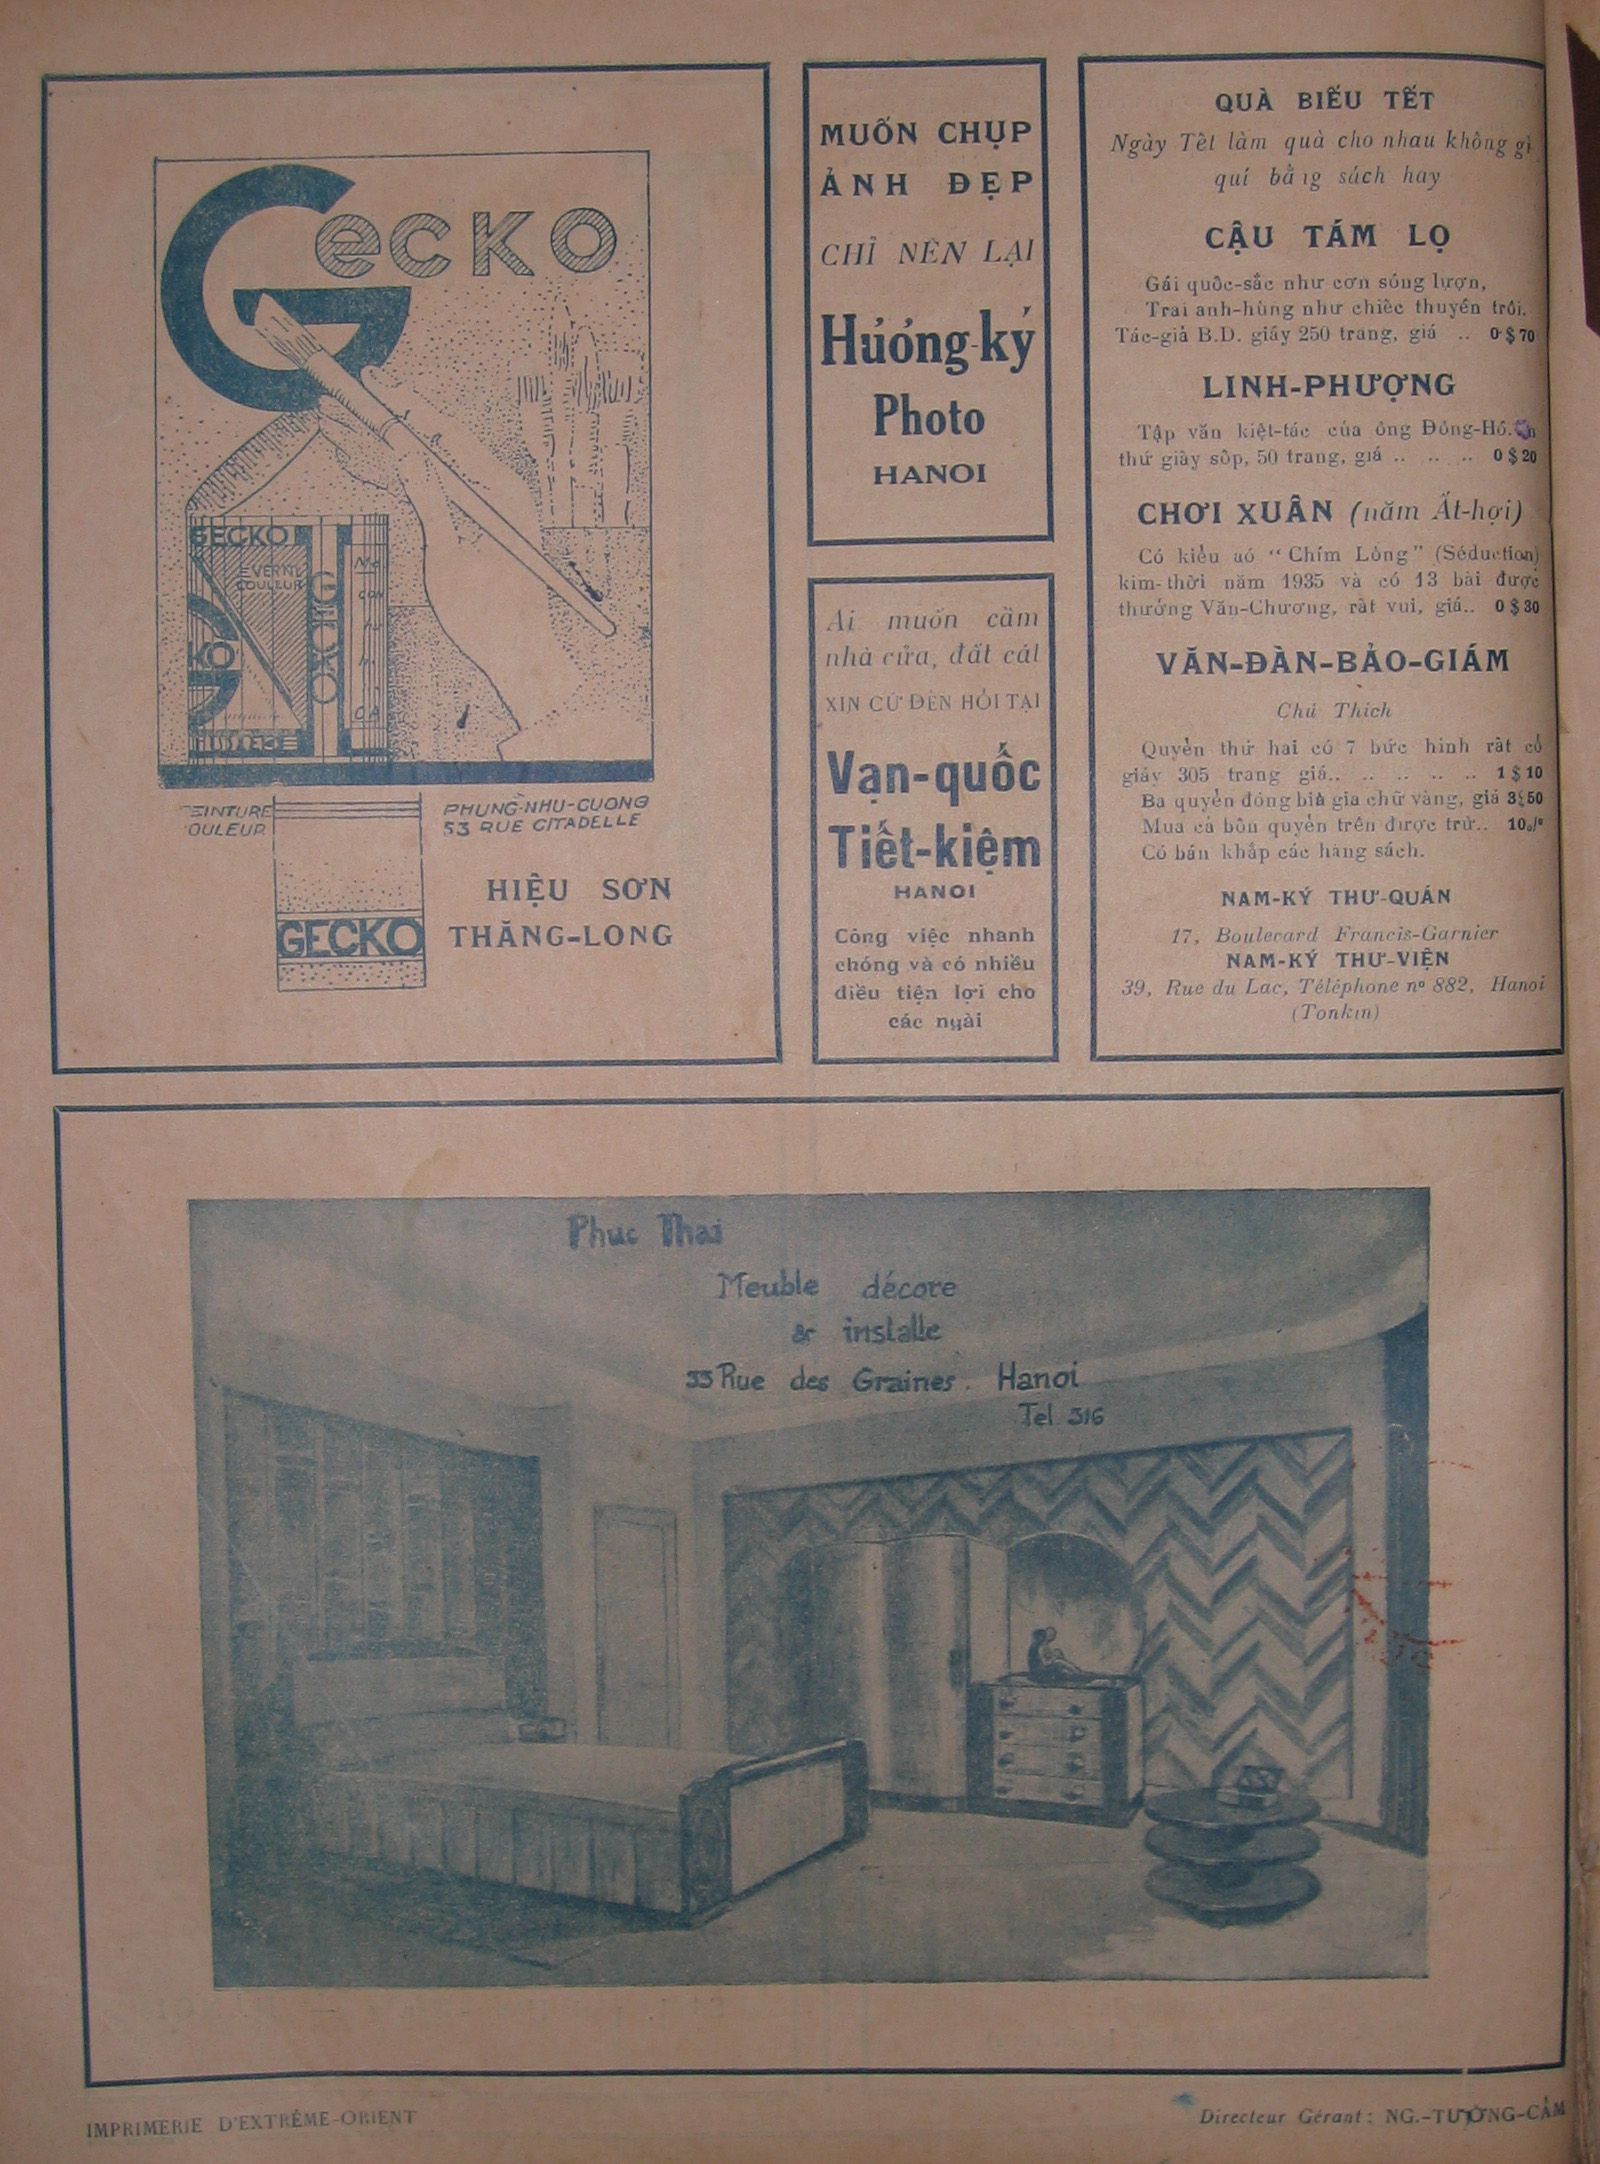 Gecko
GECKO
VERNI
COULEUR
GECKO
KO
PHUNG-NHU-CUONG
53 RUE CITADELLE
GECKO
HIỆU SƠN
THĂNG-LONG
MUỐN CHỤP
ẢNH ĐẸP
CHỈ NÊN LẠI
Hương-ký
Photo
HANOI
Ai muốn cầm
nhà cửa, đất cát
XIN CỨ ĐẾN HỎI TẠI
Vạn-quốc
Tiết-kiệm
HANOI
Công việc nhanh
chóng và có nhiều
điều tiện lợi cho
các ngài
QUÀ BIẾU TẾT
Ngày Tết làm quà cho nhau không gì
quí bằng sách hay
CẬU TÁM LỌ
Gái quốc-sắc như cơn sóng lượn,
Trai anh-hùng như chiếc thuyền trôi.
Tác-giả B.D. giấy 250 trang, giá .. 0$70
LINH-PHƯỢNG
Tập văn kiệt-tác của ông Đông-Hồ.
thứ giấy sốp, 50 trang, giá .. .. .. 0$20
CHƠI XUÂN (năm Ất-hợi)
Có kiểu aó “Chim Lồng” (Séduction)
kim-thời năm 1935 và có 13 bài được
thưởng Văn-Chương, rất vui, giá.. 0$30
VĂN-ĐÀN-BẢO-GIÁM
Chú Thích
Quyển thứ hai có 7 bức hình rất cổ
giấy 305 trang giá.. .. .. .. .. 1$10
Ba quyển đóng bìa gia chữ vàng, giá 3$50
Mua cả bốn quyển trên được trừ.. 10%
Có bán khắp các hàng sách.
NAM-KÝ THƯ-QUÁN
17, Boulevard Francis-Garnier
NAM-KÝ THƯ-VIỆN
39, Rue du Lac, Téléphone nº 882, Hanoi
(Tonkin)
Phuc Thai
Meuble décore
& installe
33 Rue des Graines. Hanoi
Tel. 316
IMPRIMERIE D'EXTRÊME-ORIENT
Directeur Gérant: NG.-TƯỜNG-CẨM